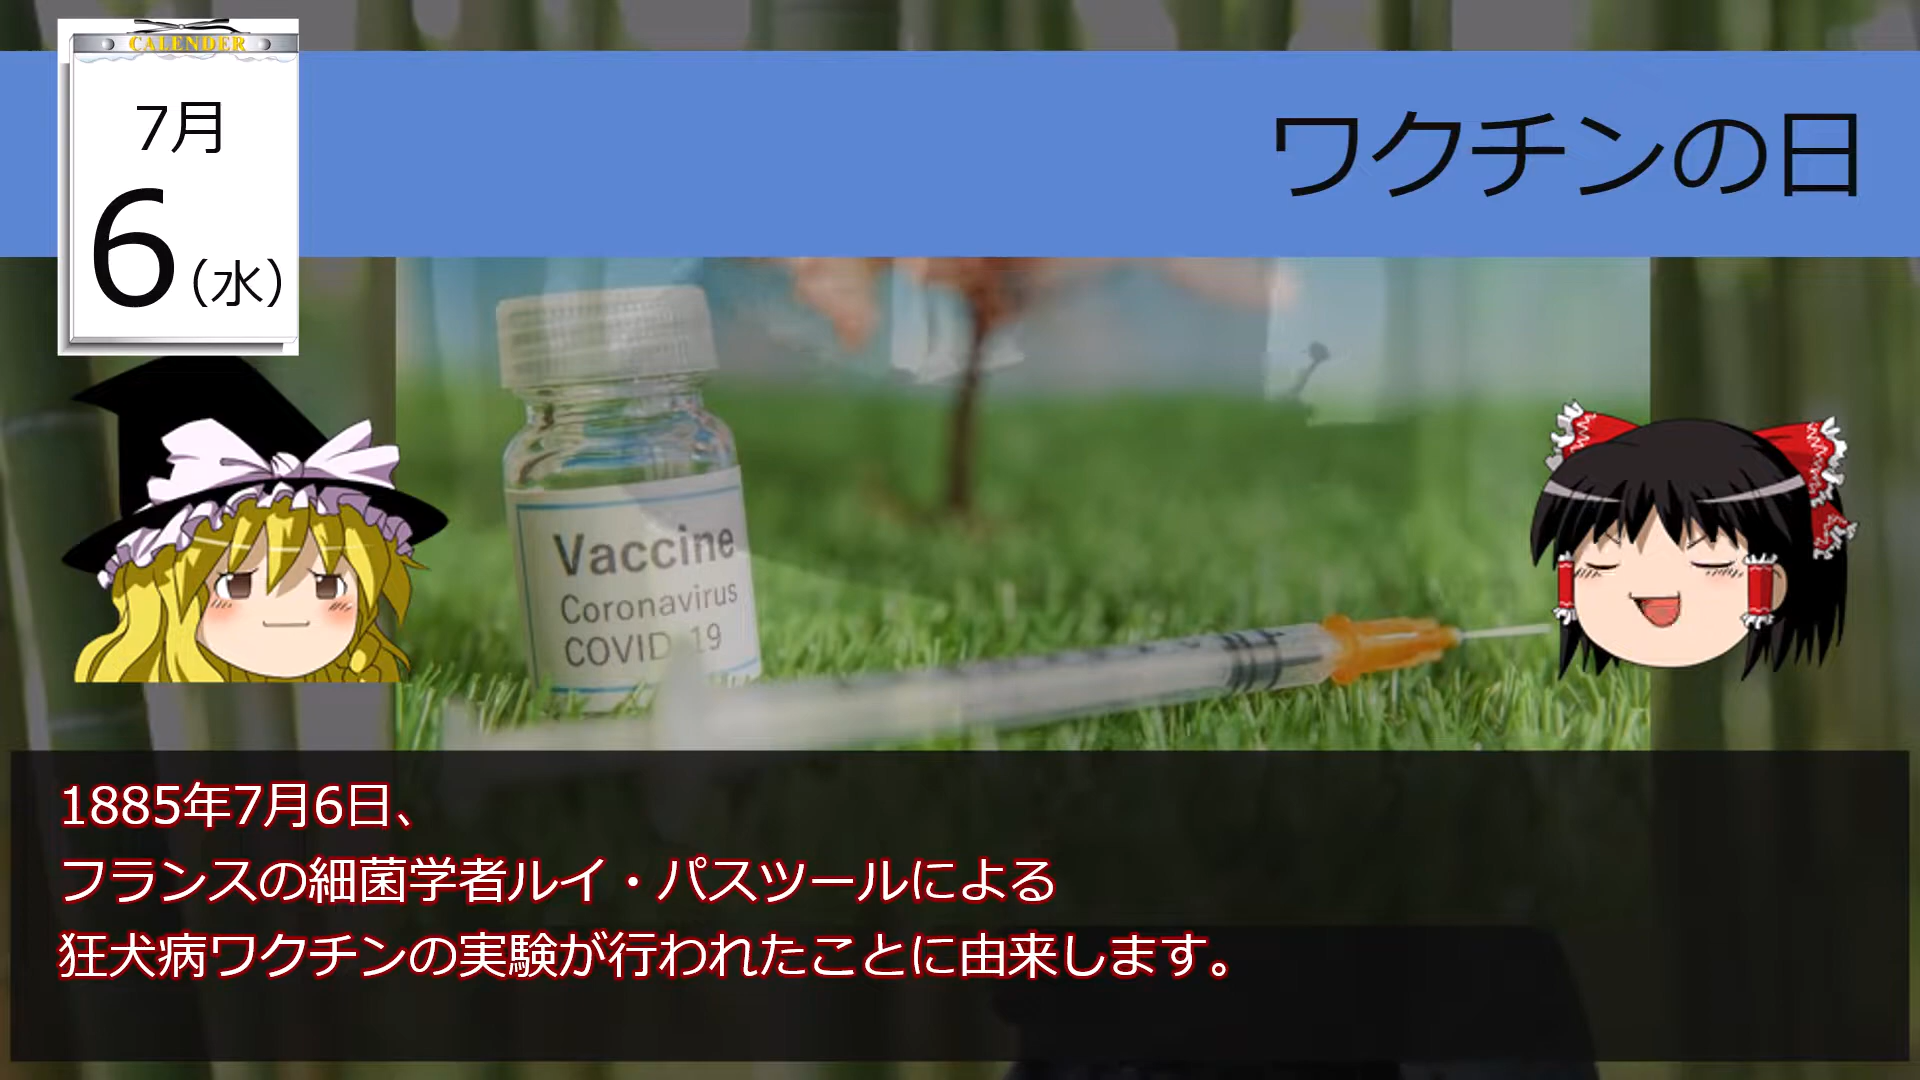 CALENDER
7月
6(水)
ワクチンの日
Vaccine
Coronavirus
COVID 19
1885年7月6日、
フランスの細菌学者ルイ・パスツールによる
狂犬病ワクチンの実験が行われたことに由来します。